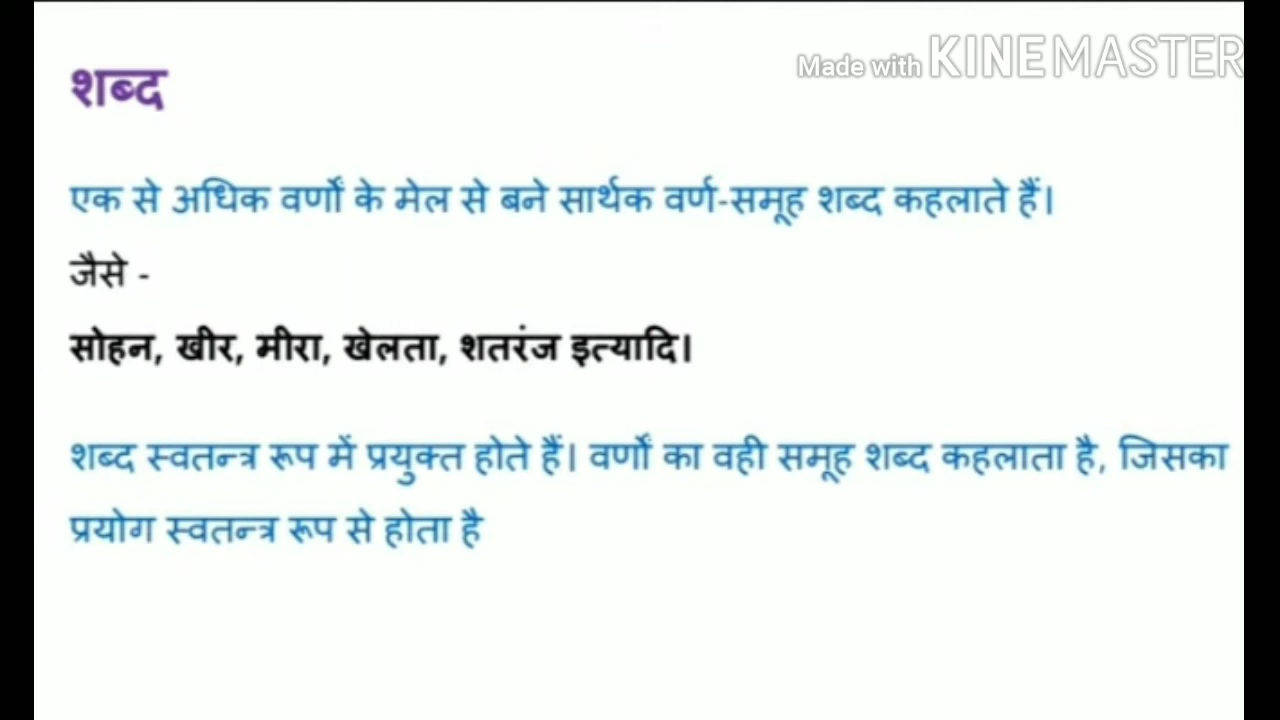 Made with KINEMASTER
शब्द
एक से अधिक वर्णों के मेल से बने सार्थक वर्ण-समूह शब्द कहलाते हैं।
जैसे -
सोहन, खीर, मीरा, खेलता, शतरंज इत्यादि।
शब्द स्वतन्त्र रूप में प्रयुक्त होते हैं। वर्णों का वही समूह शब्द कहलाता है, जिसका
प्रयोग स्वतन्त्र रूप से होता है